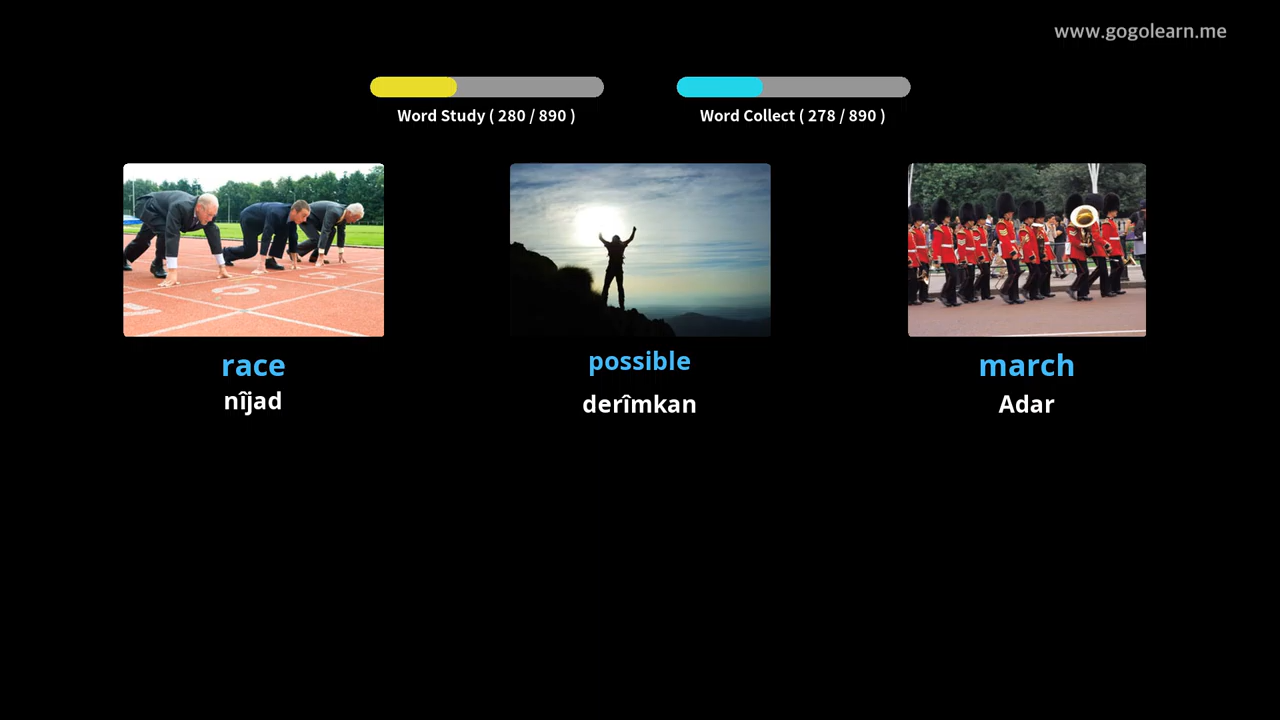 www.gogolearn.me
Word Study ( 280 / 890 )
Word Collect ( 278 / 890 )
race
nîjad
possible
derîmkan
march
Adar